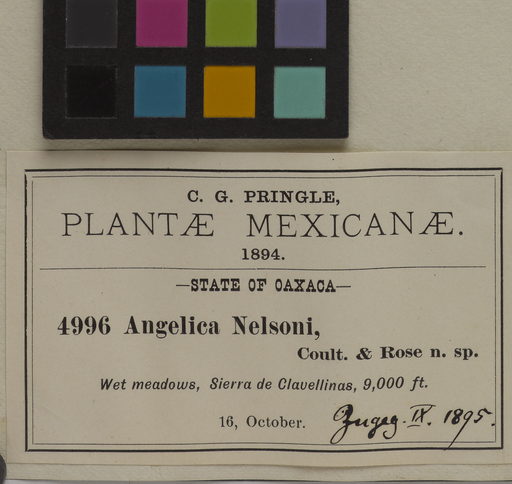 C. G. PRINGLE,
PLANTÆ MEXICANÆ.
1894.
—STATE OF OAXACA—
4996 Angelica Nelsoni,
Coult. & Rose n. sp.
Wet meadows, Sierra de Clavellinas, 9,000 ft.
16, October. Zugeg. IX. 1895.